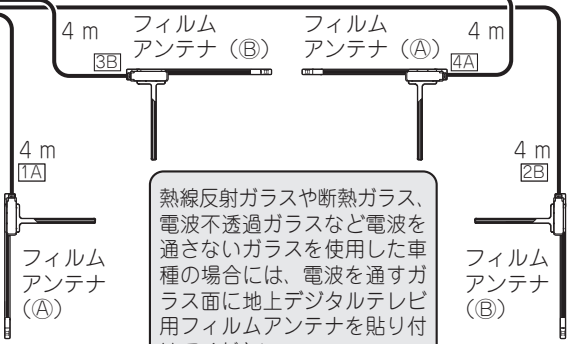 4 m
3B
フィルム
アンテナ（Ⓑ）
フィルム
アンテナ（Ⓐ）
4 m
4A
4 m
1A
4 m
2B
フィルム
アンテナ
（Ⓐ）
熱線反射ガラスや断熱ガラス、
電波不透過ガラスなど電波を
通さないガラスを使用した車
種の場合には、電波を通すガ
ラス面に地上デジタルテレビ
用フィルムアンテナを貼り付
フィルム
アンテナ
（Ⓑ）